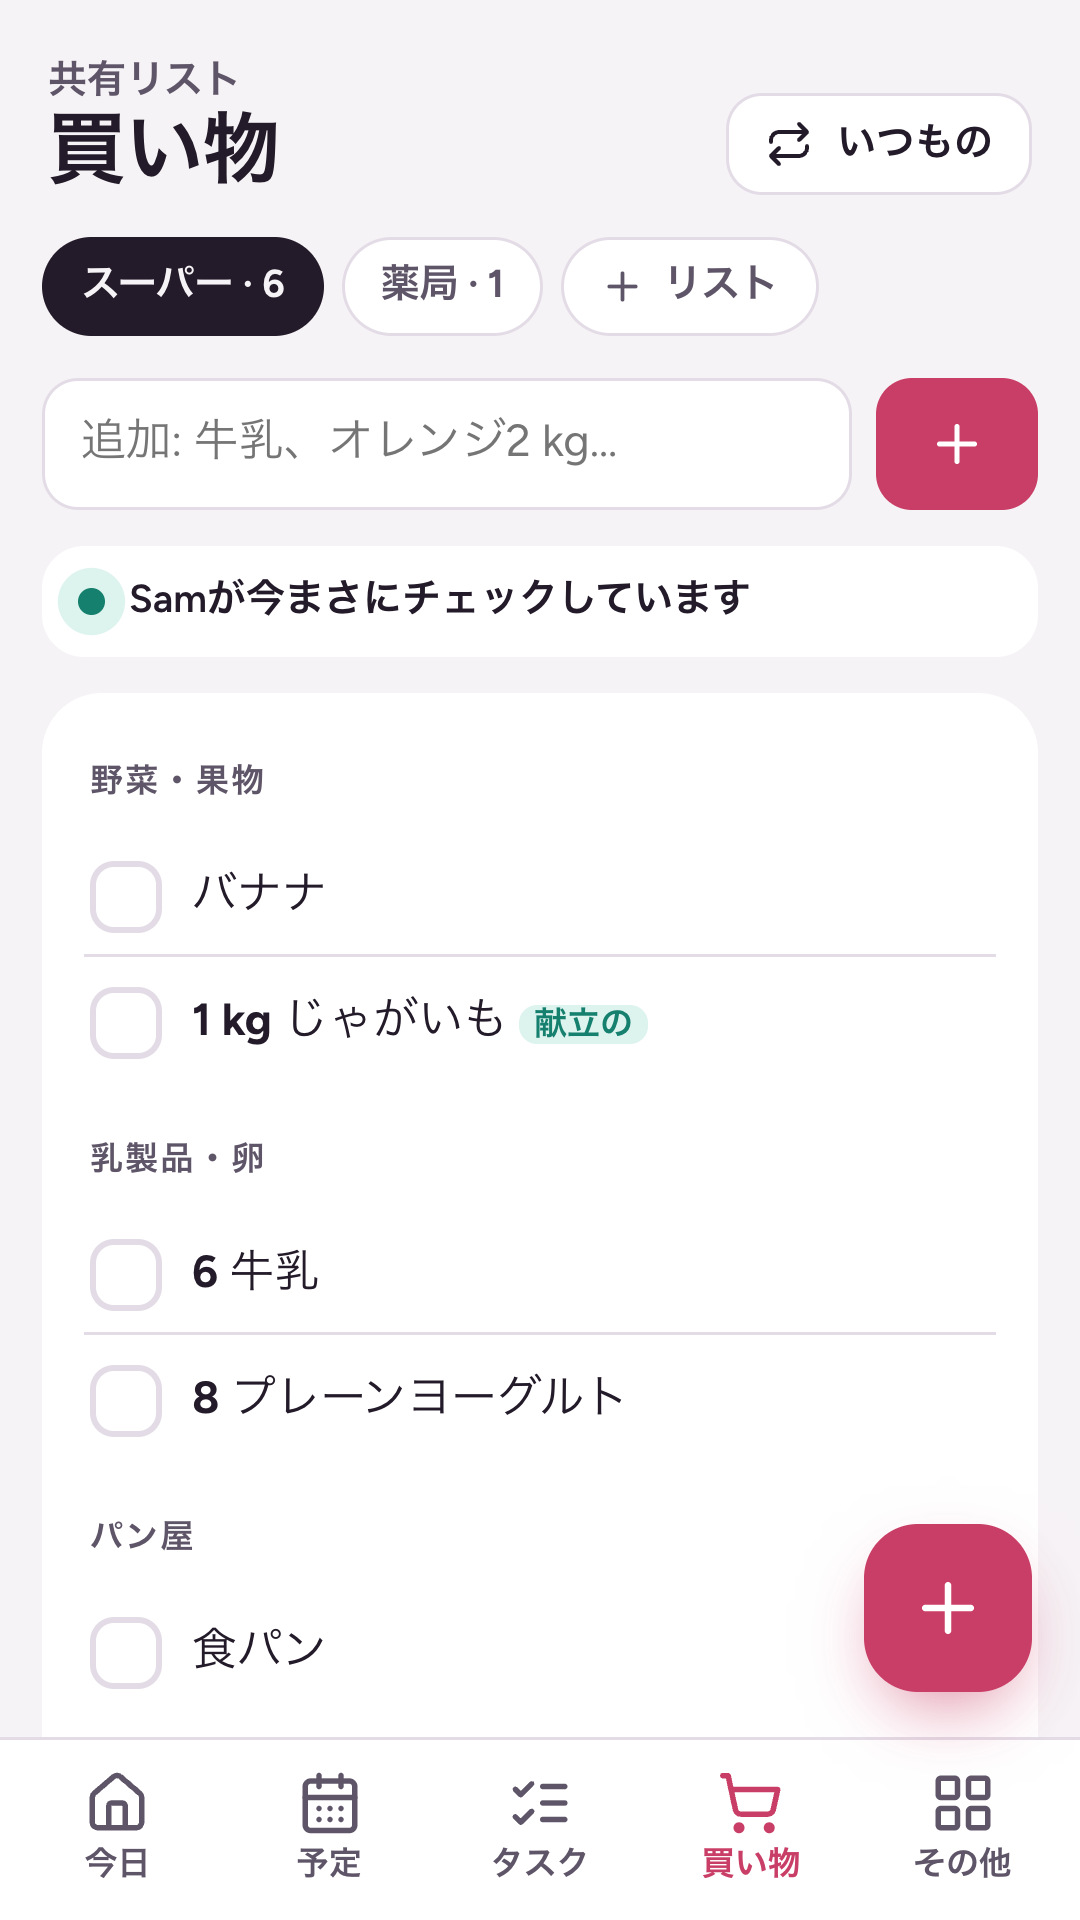 共有リスト
買い物
いつもの
スーパー · 6
薬局 · 1
リスト
追加: 牛乳、オレンジ2 kg...
Samが今まさにチェックしています
野菜・果物
バナナ
1 kg じゃがいも 献立の
乳製品・卵
6 牛乳
8 プレーンヨーグルト
パン屋
食パン
今日
予定
タスク
買い物
その他